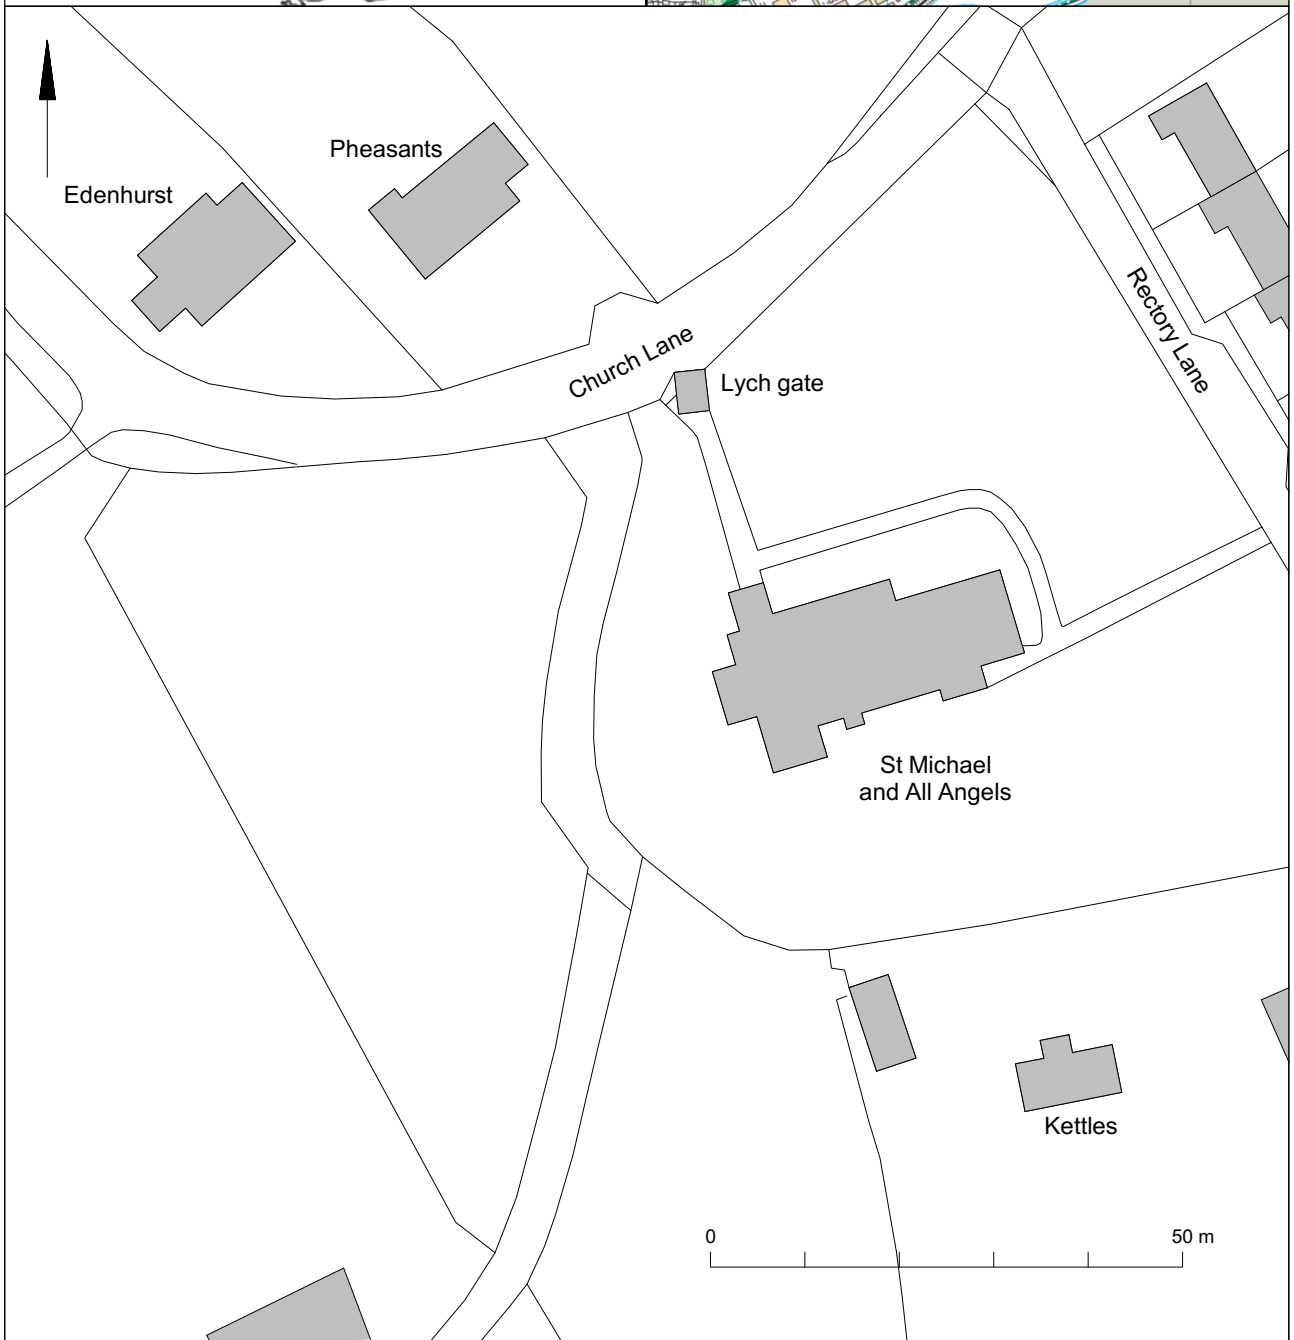 Pheasants
Edenhurst
Church Lane
Rectory Lane
Lych gate
St Michael
and All Angels
Kettles
0
50 m